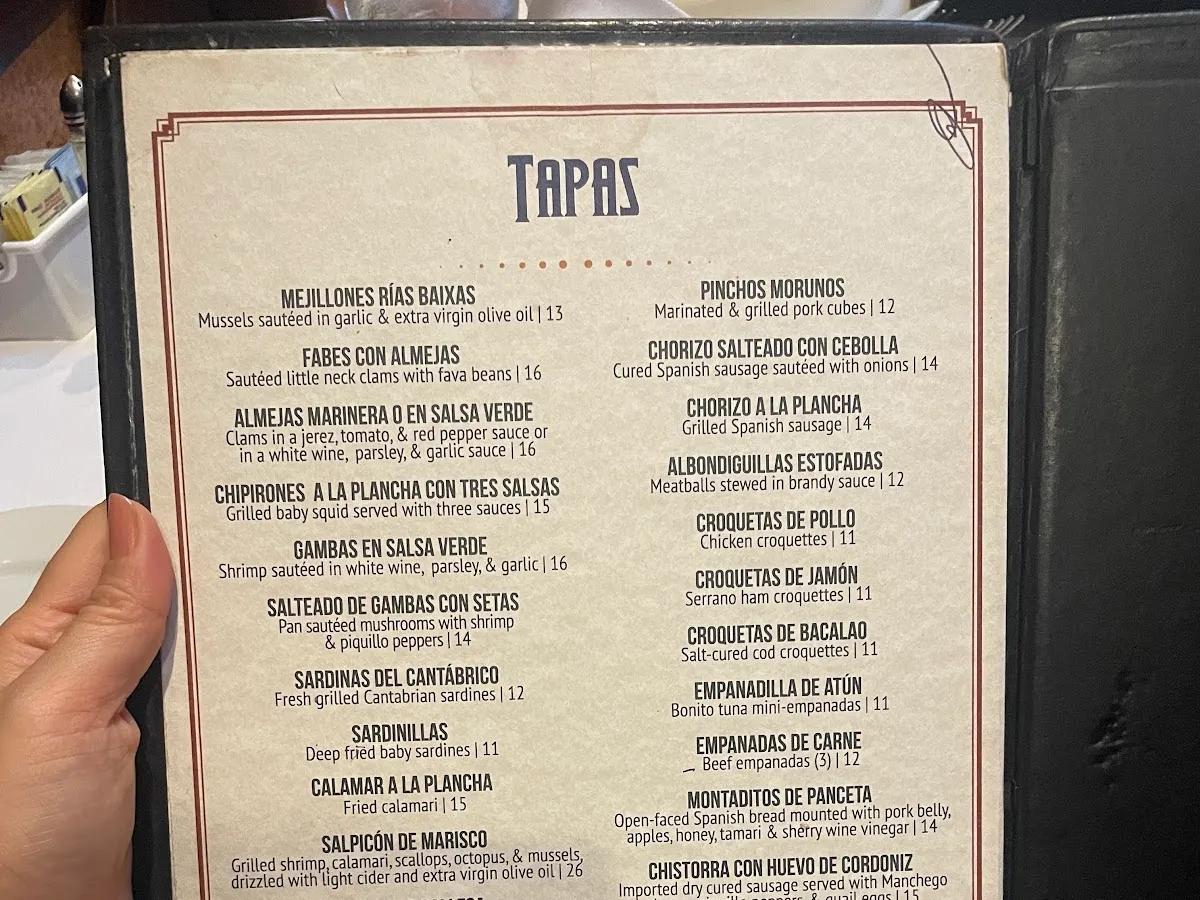 TAPAS
MEJILLONES RÍAS BAIXAS
Mussels sautéed in garlic & extra virgin olive oil | 13
FABES CON ALMEJAS
Sautéed little neck clams with fava beans | 16
ALMEJAS MARINERA O EN SALSA VERDE
Clams in a jerez, tomato, & red pepper sauce or
in a white wine, parsley, & garlic sauce | 16
CHIPIRONES A LA PLANCHA CON TRES SALSAS
Grilled baby squid served with three sauces | 15
GAMBAS EN SALSA VERDE
Shrimp sautéed in white wine, parsley, & garlic | 16
SALTEADO DE GAMBAS CON SETAS
Pan sautéed mushrooms with shrimp
& piquillo peppers | 14
SARDINAS DEL CANTÁBRICO
Fresh grilled Cantabrian sardines | 12
SARDINILLAS
Deep fried baby sardines | 11
CALAMAR A LA PLANCHA
Fried calamari | 15
SALPICÓN DE MARISCO
Grilled shrimp, calamari, scallops, octopus, & mussels,
drizzled with light cider and extra virgin olive oil | 26
PINCHOS MORUNOS
Marinated & grilled pork cubes | 12
CHORIZO SALTEADO CON CEBOLLA
Cured Spanish sausage sautéed with onions | 14
CHORIZO A LA PLANCHA
Grilled Spanish sausage | 14
ALBONDIGUILLAS ESTOFADAS
Meatballs stewed in brandy sauce | 12
CROQUETAS DE POLLO
Chicken croquettes | 11
CROQUETAS DE JAMÓN
Serrano ham croquettes | 11
CROQUETAS DE BACALAO
Salt-cured cod croquettes | 11
EMPANADILLA DE ATÚN
Bonito tuna mini-empanadas | 11
EMPANADAS DE CARNE
Beef empanadas (3) | 12
MONTADITOS DE PANCETA
Open-faced Spanish bread mounted with pork belly,
apples, honey, tamari & sherry wine vinegar | 14
CHISTORRA CON HUEVO DE CORDONIZ
Imported dry cured sausage served with Manchego
peppers & quail eggs | 15